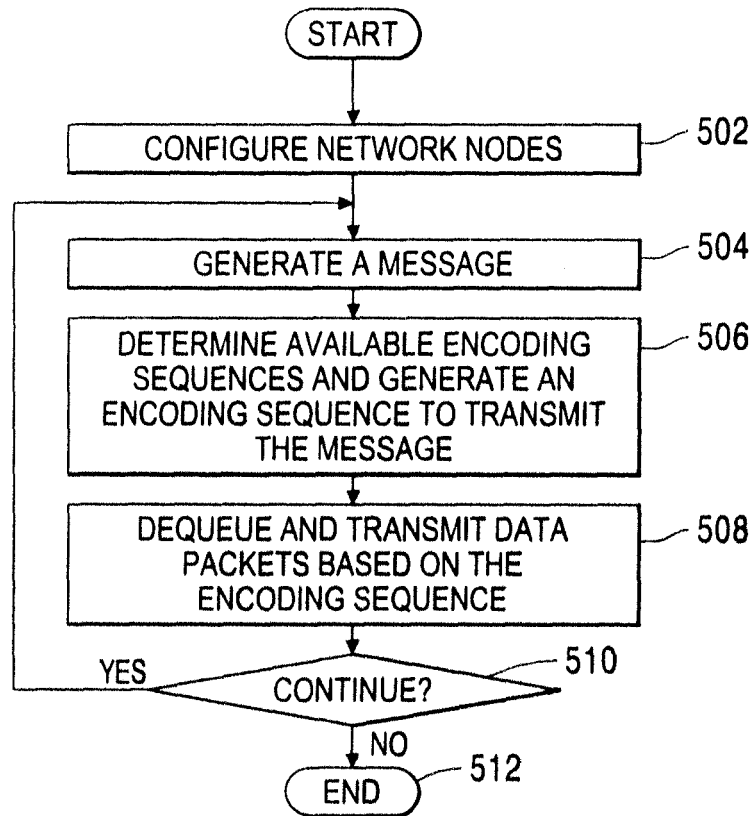 START
CONFIGURE NETWORK NODES
502
GENERATE A MESSAGE
504
DETERMINE AVAILABLE ENCODING
SEQUENCES AND GENERATE AN
ENCODING SEQUENCE TO TRANSMIT
THE MESSAGE
506
DEQUEUE AND TRANSMIT DATA
PACKETS BASED ON THE
ENCODING SEQUENCE
508
YES
CONTINUE?
510
NO
END
512